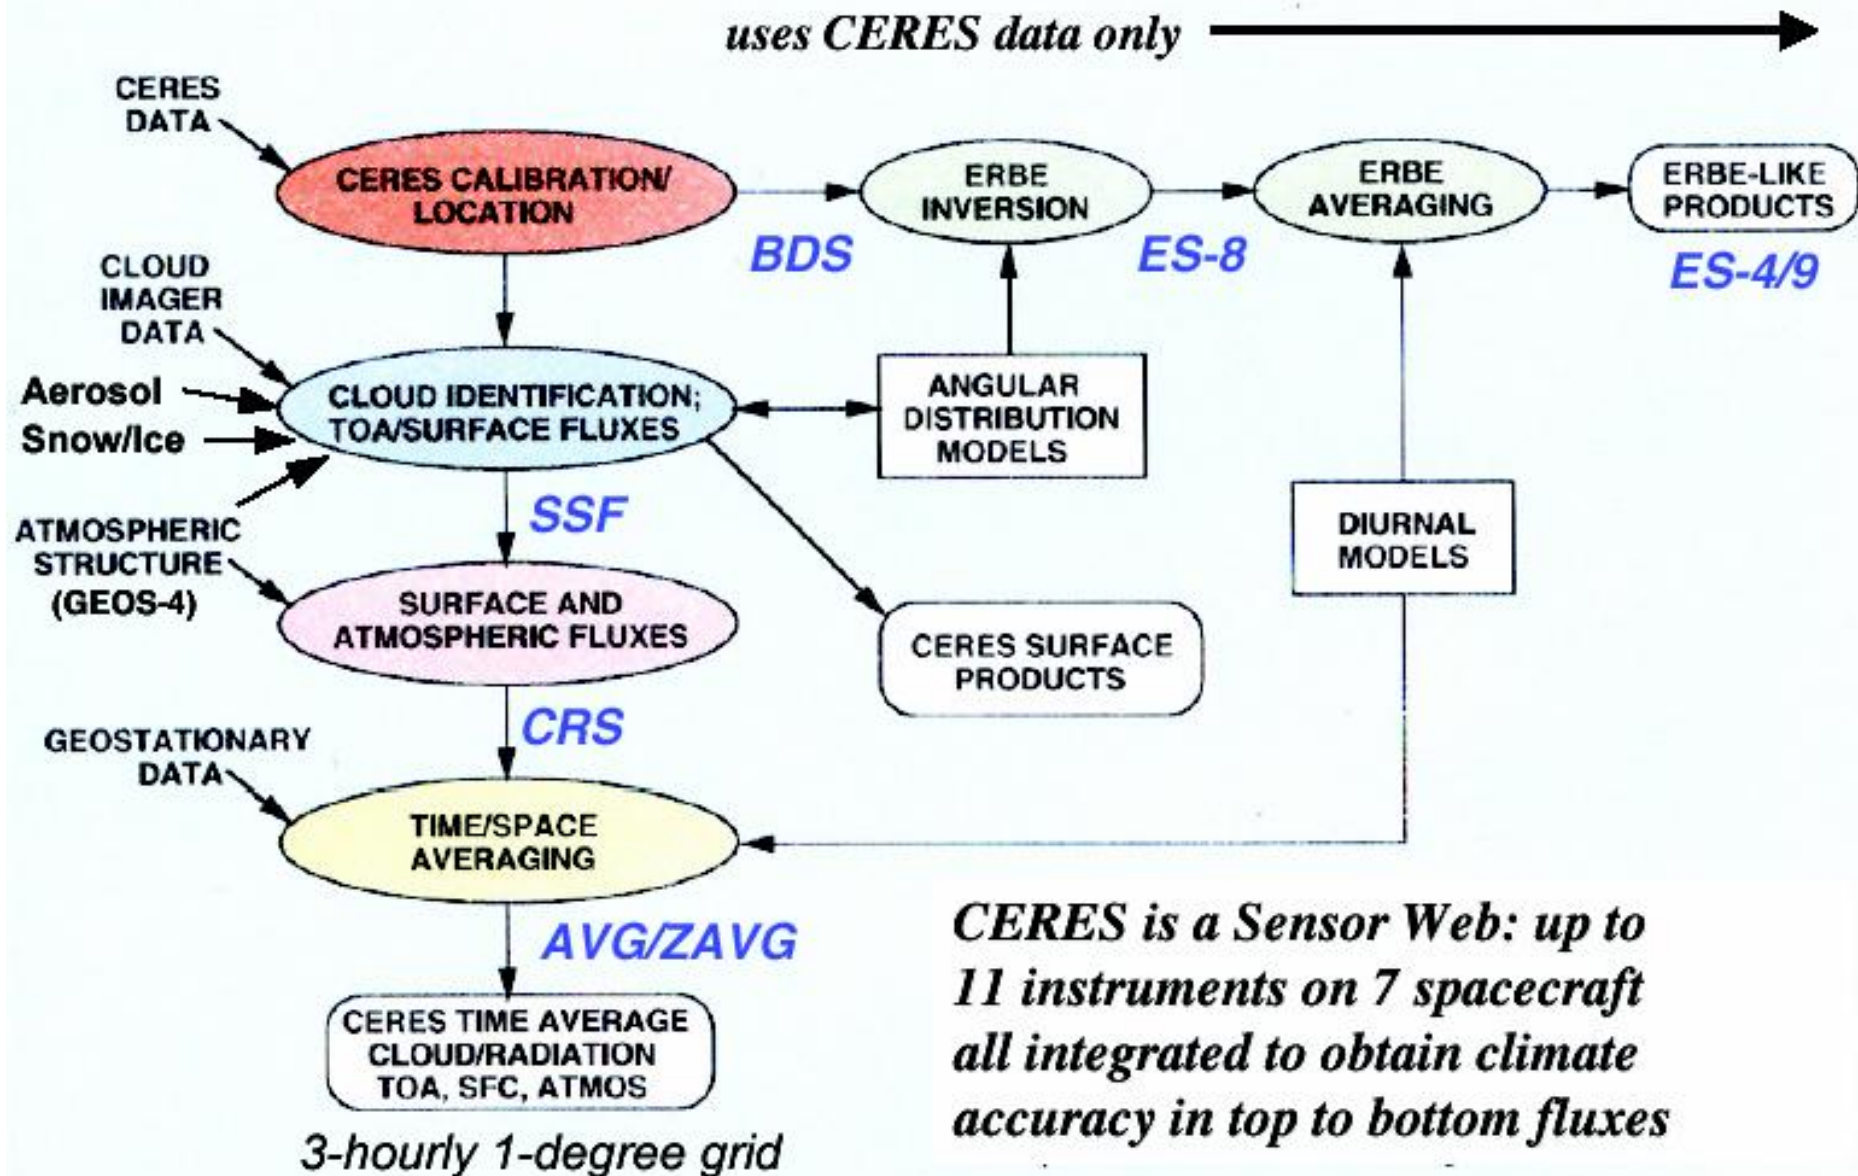 uses CERES data only
CERES
DATA
CERES CALIBRATION/
LOCATION
BDS
ERBE
INVERSION
ES-8
ERBE
AVERAGING
ERBE-LIKE
PRODUCTS
ES-4/9
CLOUD
IMAGER
DATA
Aerosol
Snow/Ice
CLOUD IDENTIFICATION;
TOA/SURFACE FLUXES
ANGULAR
DISTRIBUTION
MODELS
SSF
ATMOSPHERIC
STRUCTURE
(GEOS-4)
DIURNAL
MODELS
SURFACE AND
ATMOSPHERIC FLUXES
CERES SURFACE
PRODUCTS
CRS
GEOSTATIONARY
DATA
TIME/SPACE
AVERAGING
AVG/ZAVG
CERES TIME AVERAGE
CLOUD/RADIATION
TOA, SFC, ATMOS
3-hourly 1-degree grid
CERES is a Sensor Web: up to
11 instruments on 7 spacecraft
all integrated to obtain climate
accuracy in top to bottom fluxes